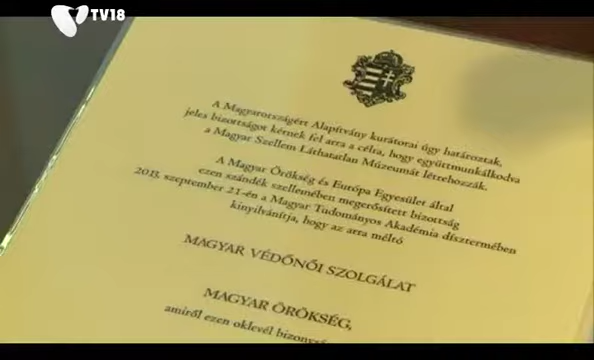 TV18
A Magyarországért Alapítvány kurátorai úgy határoztak,
jeles bizottságot kérnek fel arra a célra, hogy együttmunkálkodva
a Magyar Szellem Láthatatlan Múzeumát létrehozzák.
A Magyar Örökség és Európa Egyesület által
ezen szándék szellemében megerősített bizottság
2013. szeptember 21-én a Magyar Tudományos Akadémia dísztermében
kinyilvánítja, hogy az arra méltó
MAGYAR VÉDŐNŐI SZOLGÁLAT
MAGYAR ÖRÖKSÉG,
amiről ezen oklevél